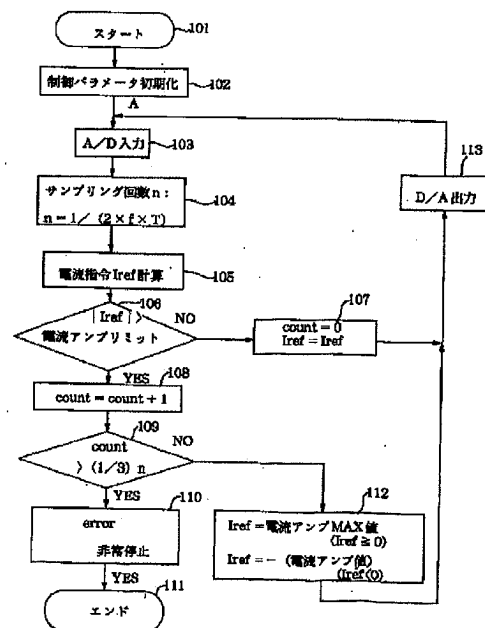 スタート
101
制御パラメータ初期化
102
A
A/D入力
103
サンプリング回数n:
n=1/(2×f×T)
104
電流指令Iref計算
105
106
|Iref|>
電流アンプリミット
NO
107
count=0
Iref=Iref
113
D/A出力
YES
108
count=count+1
109
count
>(1/3)n
NO
YES
110
error
非常停止
112
Iref=電流アンプMAX値
(Iref≧0)
Iref=-(電流アンプ値)
(Iref<0)
YES
111
エンド